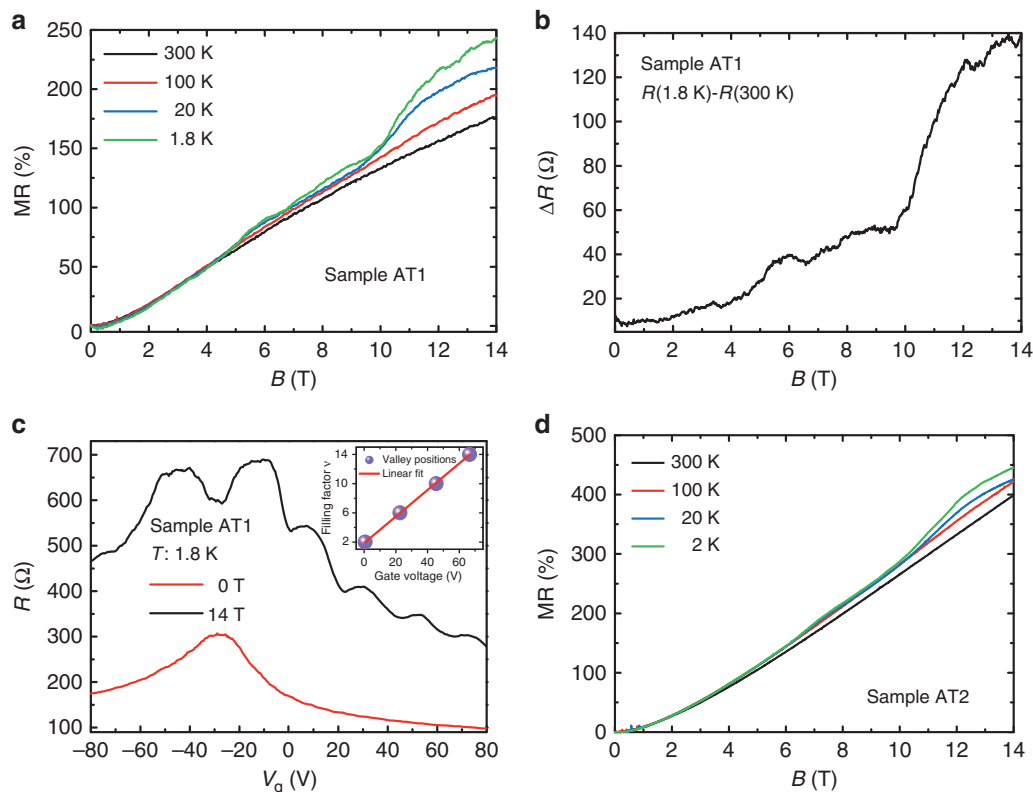 a
250
200
150
100
50
0
MR (%)
300 K
100 K
20 K
1.8 K
Sample AT1
0 2 4 6 8 10 12 14
B (T)
b
140
120
100
80
60
40
20
ΔR (Ω)
Sample AT1
R(1.8 K)-R(300 K)
0 2 4 6 8 10 12 14
B (T)
c
700
600
500
400
300
200
100
R (Ω)
Sample AT1
T: 1.8 K
0 T
14 T
14
10
6
2
Filling factor ν
Valley positions
Linear fit
0 20 40 60
Gate voltage (V)
−80 −60 −40 −20 0 20 40 60 80
Vg (V)
d
500
400
300
200
100
0
MR (%)
300 K
100 K
20 K
2 K
Sample AT2
0 2 4 6 8 10 12 14
B (T)